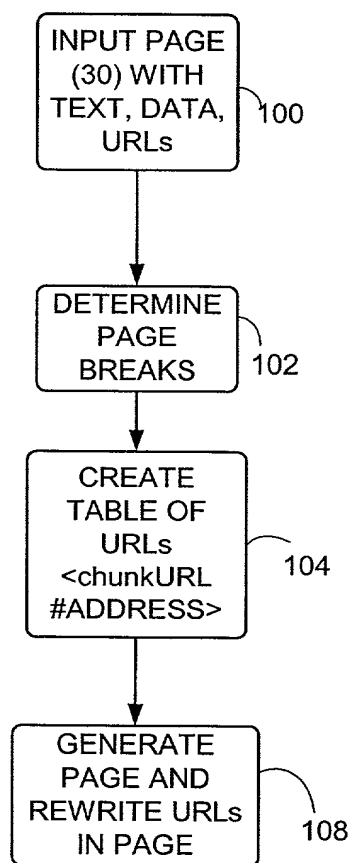 INPUT PAGE
(30) WITH
TEXT, DATA,
URLs
100
DETERMINE
PAGE
BREAKS
102
CREATE
TABLE OF
URLs
<chunkURL
#ADDRESS>
104
GENERATE
PAGE AND
REWRITE URLs
IN PAGE
108